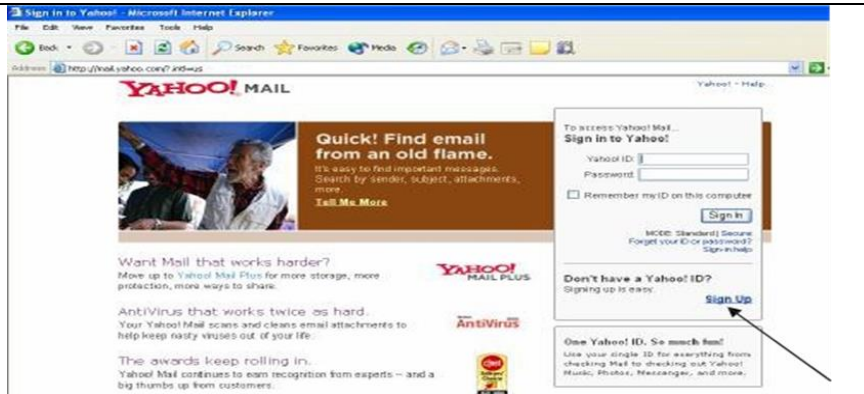 Sign in to Yahoo! - Microsoft Internet Explorer
File Edit View Favorites Tools Help
Back Search Favorites Media
Address http://mail.yahoo.com/?.intl=us
YAHOO! MAIL
Yahoo! - Help
Quick! Find email
from an old flame.
It's easy to find important messages.
Search by sender, subject, attachments,
more.
Tell Me More
To access Yahoo! Mail...
Sign in to Yahoo!
Yahoo! ID:
Password:
Remember my ID on this computer
Sign In
MODE: Standard | Secure
Forget your ID or password?
Sign-in help
Don't have a Yahoo! ID?
Signing up is easy.
Sign Up
Want Mail that works harder?
Move up to Yahoo! Mail Plus for more storage, more
protection, more ways to share.
YAHOO!
MAIL PLUS
AntiVirus that works twice as hard.
Your Yahoo! Mail scans and cleans email attachments to
help keep nasty viruses out of your life.
AntiVirus
The awards keep rolling in.
Yahoo! Mail continues to earn recognition from experts – and a
big thumbs up from customers.
cnet
One Yahoo! ID. So much fun!
Use your single ID for everything from
checking Mail to checking out Yahoo!
Music, Photos, Messenger, and more.